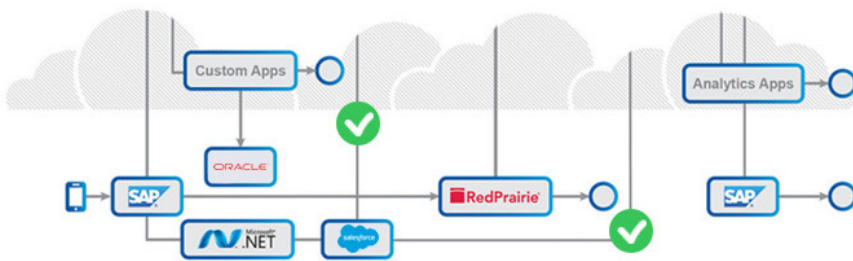 Custom Apps
Analytics Apps
ORACLE
SAP
RedPrairie
SAP
Microsoft
.NET
salesforce